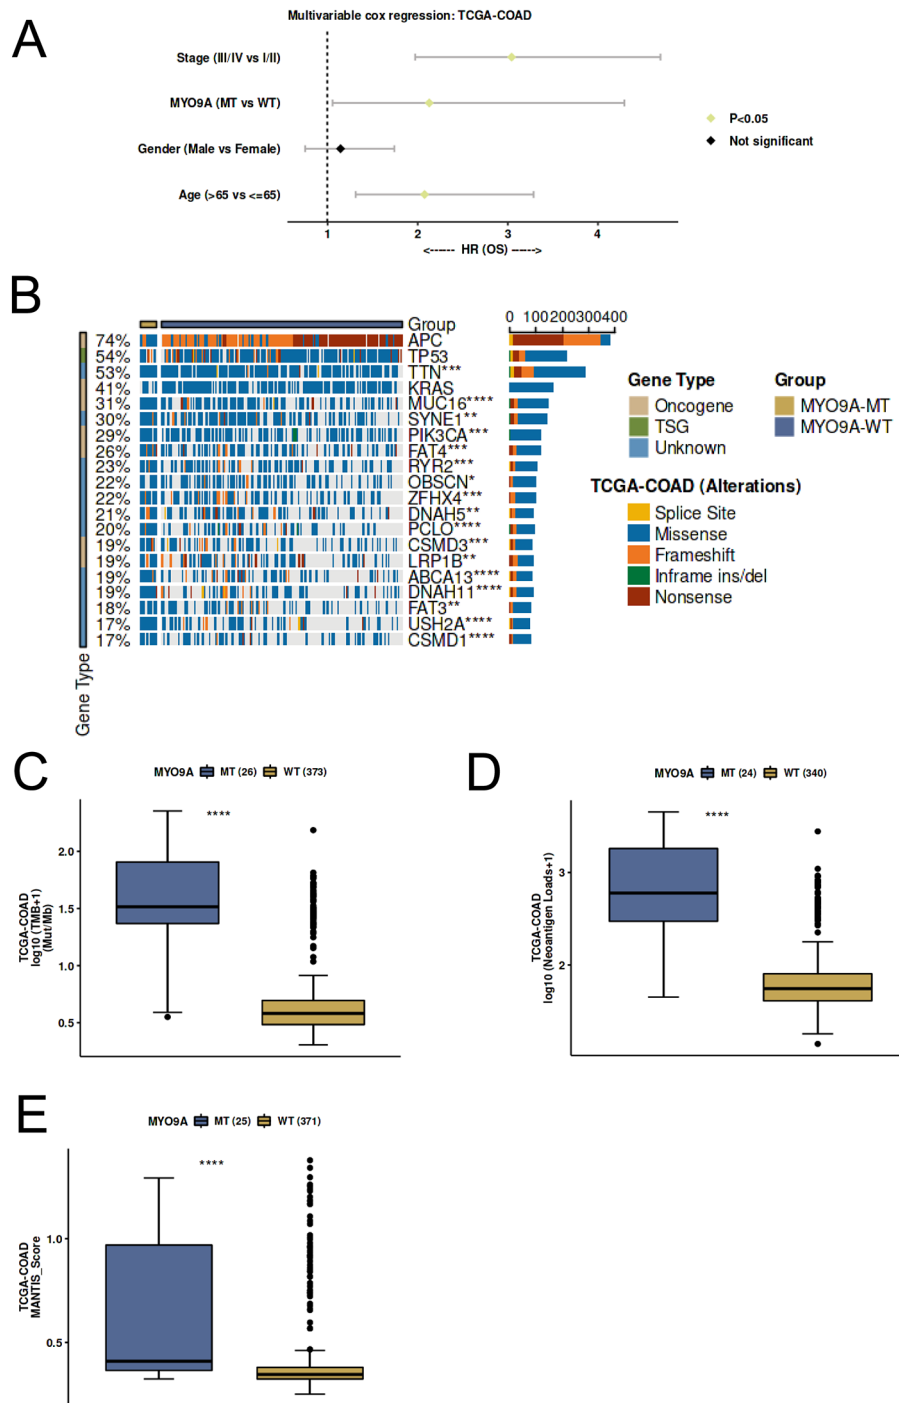 A
Multivariable cox regression: TCGA-COAD
Stage (III/IV vs I/II)
MYO9A (MT vs WT)
Gender (Male vs Female)
Age (>65 vs <=65)
P<0.05
Not significant
1 2 3 4
<------ HR (OS) ------>
B
Group
0 100200300400
74% APC
54% TP53
53% TTN***
41% KRAS
31% MUC16****
30% SYNE1**
29% PIK3CA***
26% FAT4***
23% RYR2***
22% OBSCN*
22% ZFHX4***
21% DNAH5**
20% PCLO****
19% CSMD3***
19% LRP1B**
19% ABCA13****
19% DNAH11****
18% FAT3**
17% USH2A****
17% CSMD1****
Gene Type
Gene Type
Oncogene
TSG
Unknown
Group
MYO9A-MT
MYO9A-WT
TCGA-COAD (Alterations)
Splice Site
Missense
Frameshift
Inframe ins/del
Nonsense
C
MYO9A MT (26) WT (373)
****
TCGA-COAD
log10 (TMB+1)
(Mut/Mb)
2.0
1.5
1.0
0.5
D
MYO9A MT (24) WT (340)
****
TCGA-COAD
log10 (Neoantigen Loads+1)
3
2
E
MYO9A MT (25) WT (371)
****
TCGA-COAD
MANTIS_Score
1.0
0.5